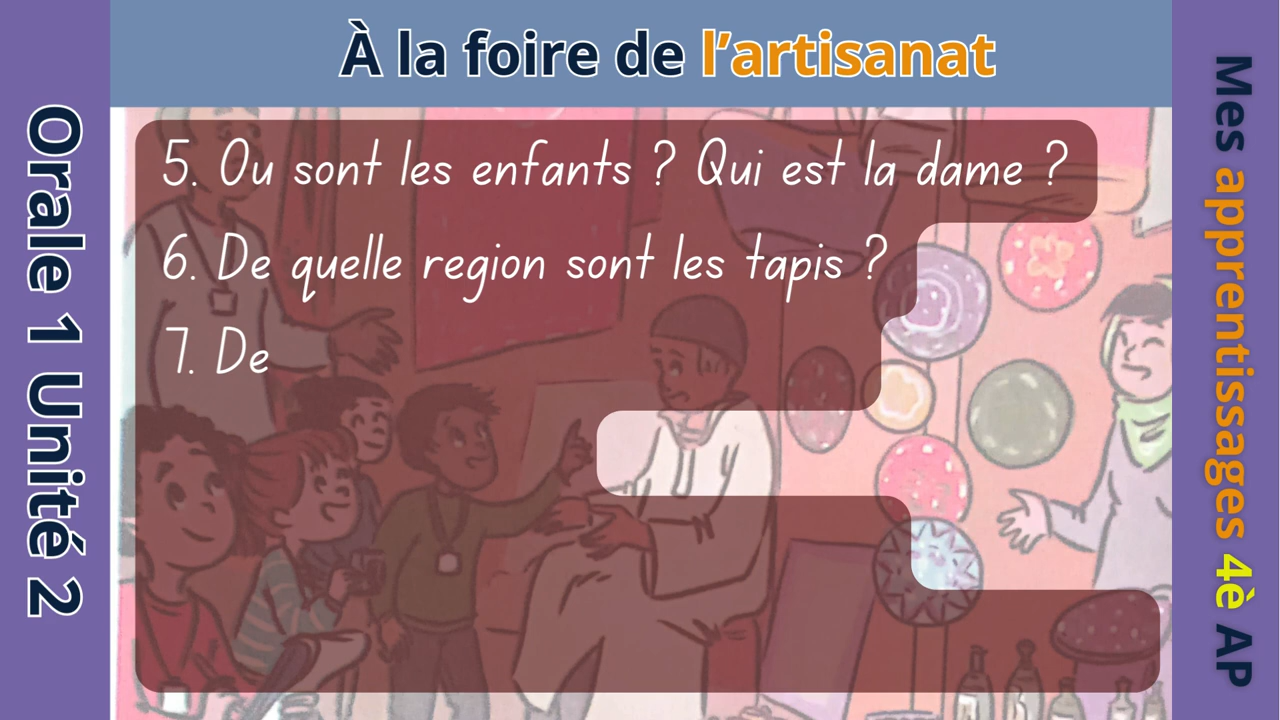 À la foire de l’artisanat
Orale 1 Unité 2
5. Ou sont les enfants ? Qui est la dame ?
6. De quelle region sont les tapis ?
7. De
Mes apprentissages 4è AP